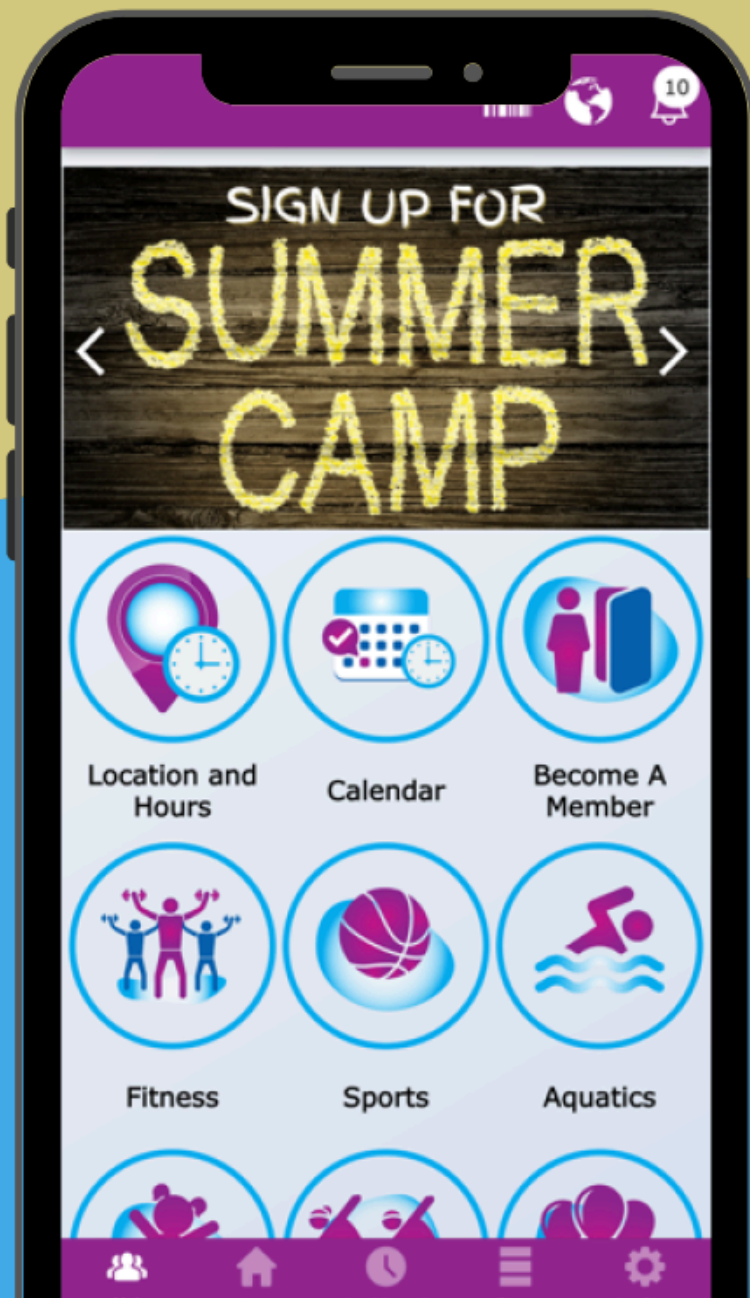 10
SIGN UP FOR
SUMMER
CAMP
Location and
Hours
Calendar
Become A
Member
Fitness
Sports
Aquatics